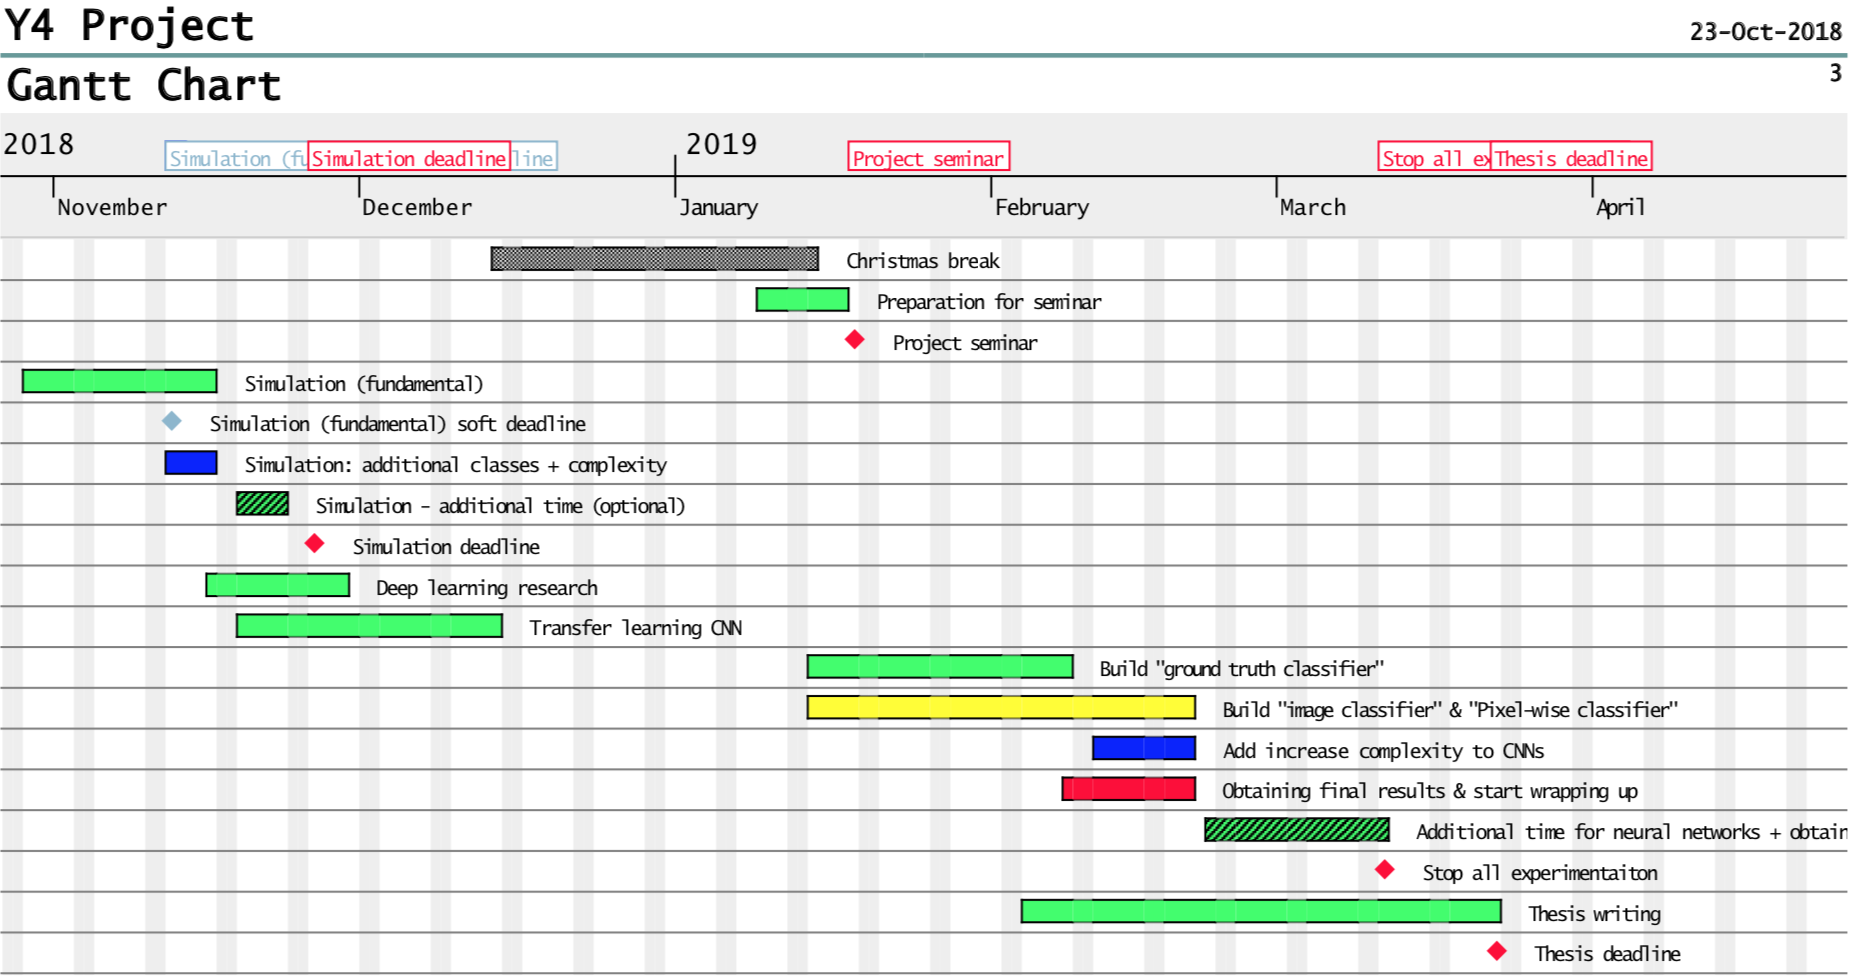 Y4 Project
23-Oct-2018
Gantt Chart
3
2018
Simulation (fu
Simulation deadline
line
2019
Project seminar
Stop all ex
Thesis deadline
November
December
January
February
March
April
Christmas break
Preparation for seminar
Project seminar
Simulation (fundamental)
Simulation (fundamental) soft deadline
Simulation: additional classes + complexity
Simulation - additional time (optional)
Simulation deadline
Deep learning research
Transfer learning CNN
Build "ground truth classifier"
Build "image classifier" & "Pixel-wise classifier"
Add increase complexity to CNNs
Obtaining final results & start wrapping up
Additional time for neural networks + obtain
Stop all experimentaiton
Thesis writing
Thesis deadline